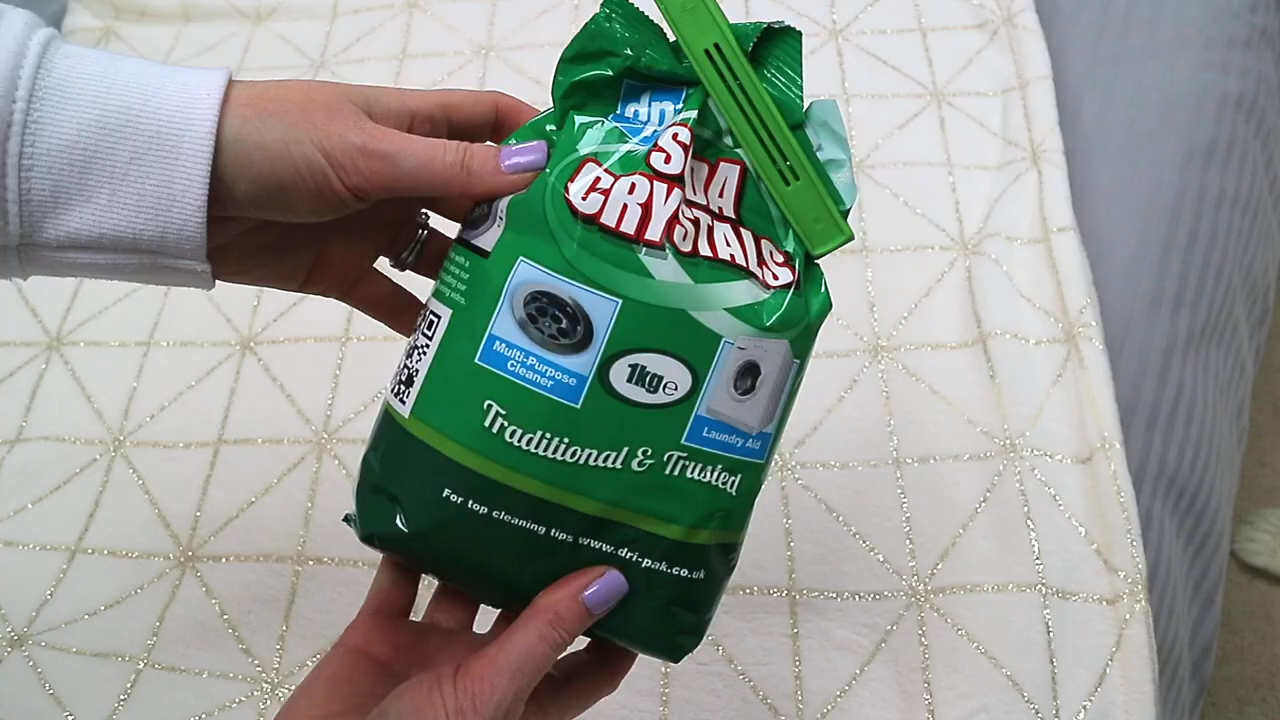 dp
SODA
CRYSTALS
Multi-Purpose
Cleaner
1kg e
Laundry Aid
Traditional & Trusted
For top cleaning tips www.dri-pak.co.uk